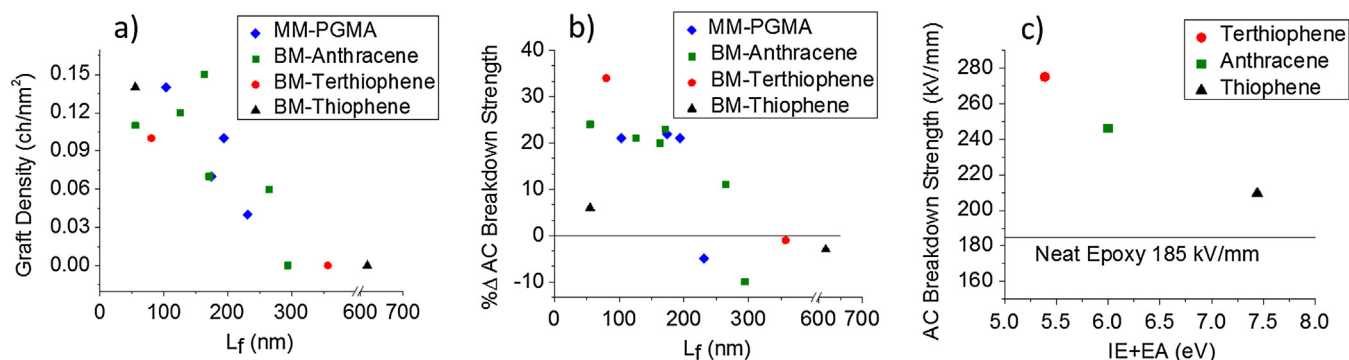 a)
MM-PGMA
BM-Anthracene
BM-Terthiophene
BM-Thiophene
Graft Density (ch/nm²)
0.15
0.12
0.09
0.06
0.03
0.00
0 100 200 300 600 700
Lf (nm)
b)
MM-PGMA
BM-Anthracene
BM-Terthiophene
BM-Thiophene
%Δ AC Breakdown Strength
40
30
20
10
0
-10
0 100 200 300 600 700
Lf (nm)
c)
Terthiophene
Anthracene
Thiophene
AC Breakdown Strength (kV/mm)
280
260
240
220
200
180
160
Neat Epoxy 185 kV/mm
5.0 5.5 6.0 6.5 7.0 7.5 8.0
IE+EA (eV)